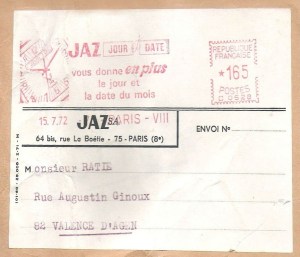 JAZ JOUR DATE
vous donne en plus
le jour et
la date du mois
REPUBLIQUE
FRANÇAISE
*165
POSTES
15.7.72 PARIS - VIII
JAZ SA
64 bis, rue La Boëtie - 75 - PARIS (8e)
ENVOI No
Monsieur RATIE
Rue Augustin Ginoux
82 VALENCE D'AGEN